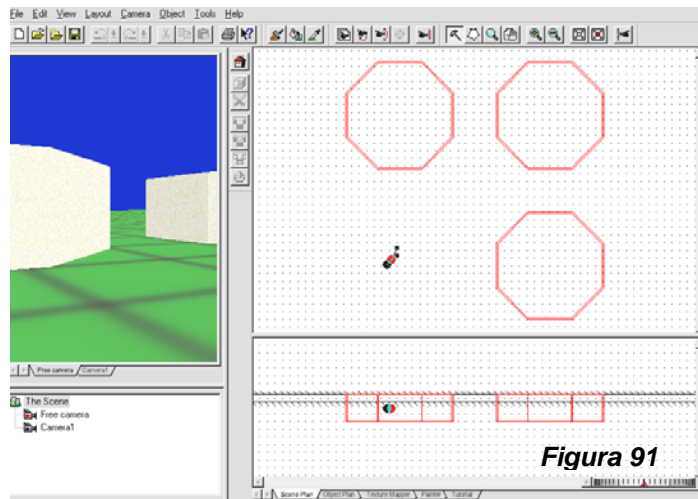 File Edit View Layout Camera Object Tools Help
Free camera Camera1
The Scene
Free camera
Camera1
Figura 91
Scene Plan Object Plan Texture Mapper Painter Tutorial